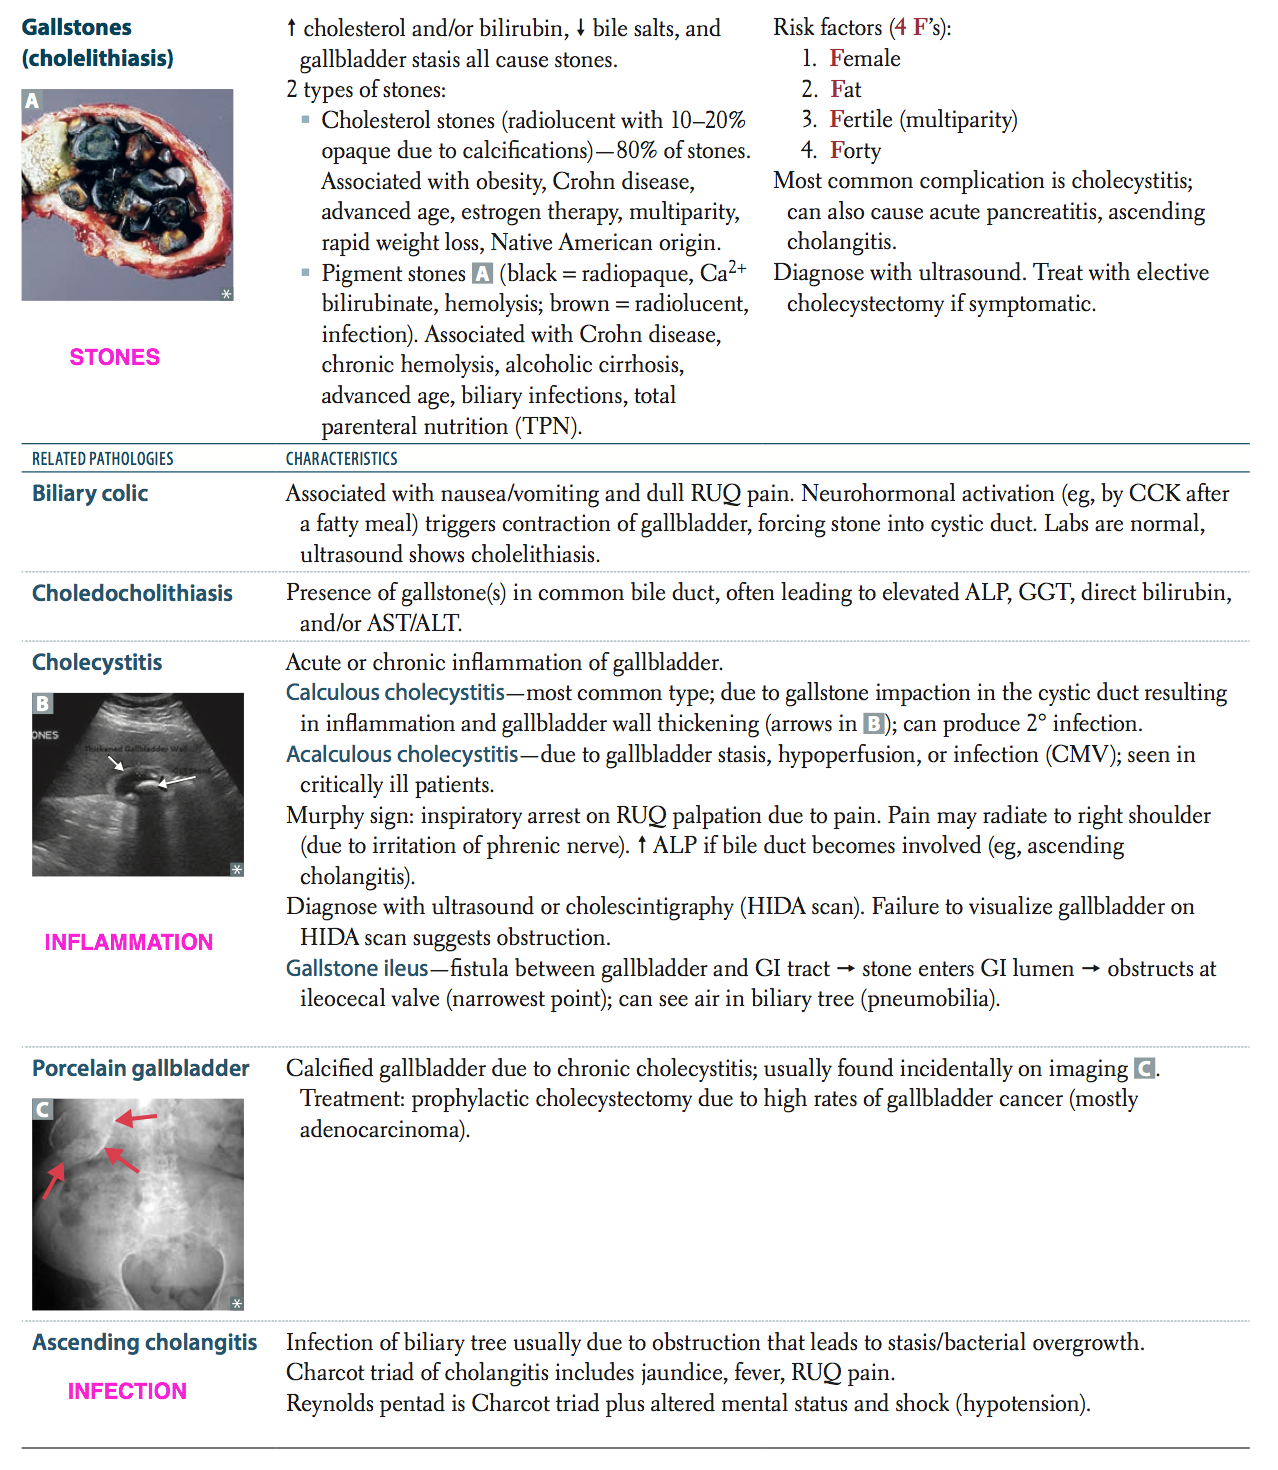 Gallstones
(cholelithiasis)
A
*
STONES
↑ cholesterol and/or bilirubin, ↓ bile salts, and
gallbladder stasis all cause stones.
2 types of stones:
▪ Cholesterol stones (radiolucent with 10–20%
opaque due to calcifications)—80% of stones.
Associated with obesity, Crohn disease,
advanced age, estrogen therapy, multiparity,
rapid weight loss, Native American origin.
▪ Pigment stones A (black = radiopaque, Ca2+
bilirubinate, hemolysis; brown = radiolucent,
infection). Associated with Crohn disease,
chronic hemolysis, alcoholic cirrhosis,
advanced age, biliary infections, total
parenteral nutrition (TPN).
Risk factors (4 F's):
1. Female
2. Fat
3. Fertile (multiparity)
4. Forty
Most common complication is cholecystitis;
can also cause acute pancreatitis, ascending
cholangitis.
Diagnose with ultrasound. Treat with elective
cholecystectomy if symptomatic.
RELATED PATHOLOGIES
CHARACTERISTICS
Biliary colic
Associated with nausea/vomiting and dull RUQ pain. Neurohormonal activation (eg, by CCK after
a fatty meal) triggers contraction of gallbladder, forcing stone into cystic duct. Labs are normal,
ultrasound shows cholelithiasis.
Choledocholithiasis
Presence of gallstone(s) in common bile duct, often leading to elevated ALP, GGT, direct bilirubin,
and/or AST/ALT.
Cholecystitis
B
ONES
Thickened Gallbladder Wall
*
INFLAMMATION
Acute or chronic inflammation of gallbladder.
Calculous cholecystitis—most common type; due to gallstone impaction in the cystic duct resulting
in inflammation and gallbladder wall thickening (arrows in B); can produce 2° infection.
Acalculous cholecystitis—due to gallbladder stasis, hypoperfusion, or infection (CMV); seen in
critically ill patients.
Murphy sign: inspiratory arrest on RUQ palpation due to pain. Pain may radiate to right shoulder
(due to irritation of phrenic nerve). ↑ ALP if bile duct becomes involved (eg, ascending
cholangitis).
Diagnose with ultrasound or cholescintigraphy (HIDA scan). Failure to visualize gallbladder on
HIDA scan suggests obstruction.
Gallstone ileus—fistula between gallbladder and GI tract → stone enters GI lumen → obstructs at
ileocecal valve (narrowest point); can see air in biliary tree (pneumobilia).
Porcelain gallbladder
C
*
Calcified gallbladder due to chronic cholecystitis; usually found incidentally on imaging C.
Treatment: prophylactic cholecystectomy due to high rates of gallbladder cancer (mostly
adenocarcinoma).
Ascending cholangitis
INFECTION
Infection of biliary tree usually due to obstruction that leads to stasis/bacterial overgrowth.
Charcot triad of cholangitis includes jaundice, fever, RUQ pain.
Reynolds pentad is Charcot triad plus altered mental status and shock (hypotension).